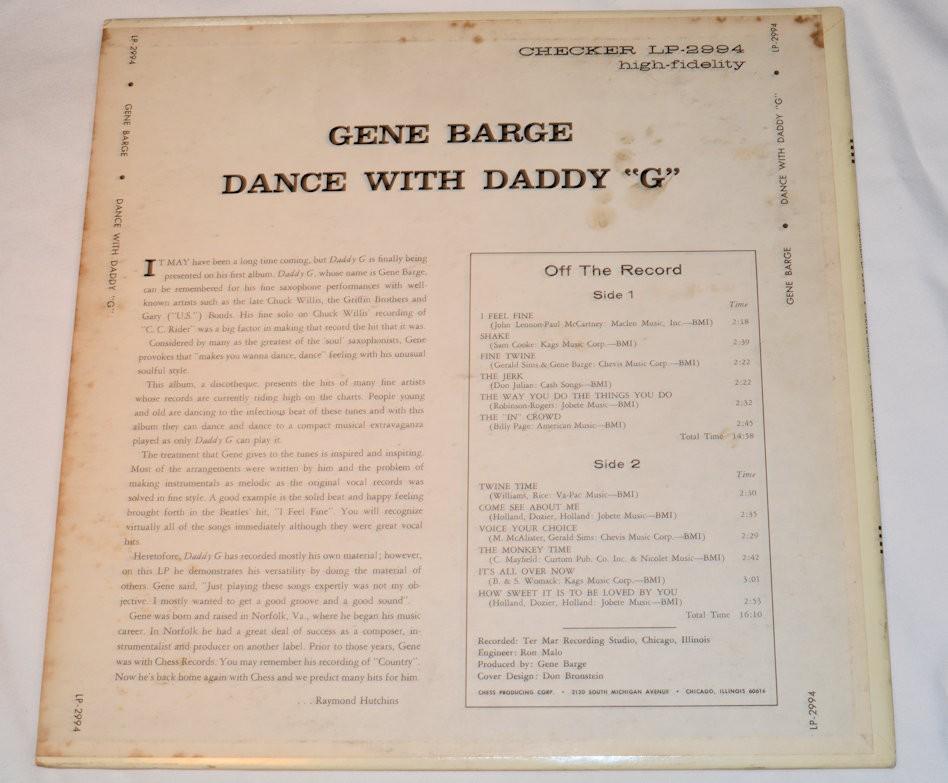 CHECKER LP-2994
high-fidelity
GENE BARGE
DANCE WITH DADDY "G"
LP-2994 • GENE BARGE • DANCE WITH DADDY "G"
LP-2994
IT MAY have been a long time coming, but Daddy G is finally being
presented on his first album. Daddy G, whose name is Gene Barge,
can be remembered for his fine saxophone performances with well-
known artists such as the late Chuck Willis, the Griffin Brothers and
Gary ("U.S.") Bonds. His fine solo on Chuck Willis' recording of
"C. C. Rider" was a big factor in making that record the hit that it was.
Considered by many as the greatest of the 'soul' saxophonists, Gene
provokes that "makes you wanna dance, dance" feeling with his unusual
soulful style.
This album, a discotheque, presents the hits of many fine artists
whose records are currently riding high on the charts. People young
and old are dancing to the infectious beat of these tunes and with this
album they can dance and dance to a compact musical extravaganza
played as only Daddy G can play it.
The treatment that Gene gives to the tunes is inspired and inspiring.
Most of the arrangements were written by him and the problem of
making instrumentals as melodic as the original vocal records was
solved in fine style. A good example is the solid beat and happy feeling
brought forth in the Beatles' hit, "I Feel Fine". You will recognize
virtually all of the songs immediately although they were great vocal
hits.
Heretofore, Daddy G has recorded mostly his own material; however,
on this LP he demonstrates his versatility by doing the material of
others. Gene said, "Just playing these songs expertly was not my ob-
jective. I mostly wanted to get a good groove and a good sound".
Gene was born and raised in Norfolk, Va., where he began his music
career. In Norfolk he had a great deal of success as a composer, in-
strumentalist and producer on another label. Prior to those years, Gene
was with Chess Records. You may remember his recording of "Country".
Now he's back home again with Chess and we predict many hits for him.
. . . Raymond Hutchins
Off The Record
Side 1
Time
I FEEL FINE
(John Lennon-Paul McCartney: Maclen Music, Inc.—BMI) 2:18
SHAKE
(Sam Cooke: Kags Music Corp.—BMI) 2:39
FINE TWINE
(Gerald Sims & Gene Barge: Chevis Music Corp.—BMI) 2:22
THE JERK
(Don Julian: Cash Songs—BMI) 2:22
THE WAY YOU DO THE THINGS YOU DO
(Robinson-Rogers: Jobete Music—BMI) 2:32
THE "IN" CROWD
(Billy Page: American Music—BMI) 2:45
Total Time 14:58
Side 2
Time
TWINE TIME
(Williams, Rice: Va-Pac Music—BMI) 2:30
COME SEE ABOUT ME
(Holland, Dozier, Holland: Jobete Music—BMI) 2:35
VOICE YOUR CHOICE
(M. McAlister, Gerald Sims: Chevis Music Corp.—BMI) 2:29
THE MONKEY TIME
(C. Mayfield: Curtom Pub. Co. Inc. & Nicolet Music—BMI) 2:42
IT'S ALL OVER NOW
(B. & S. Womack: Kags Music Corp.—BMI) 3:01
HOW SWEET IT IS TO BE LOVED BY YOU
(Holland, Dozier, Holland: Jobete Music—BMI) 2:53
Total Time 16:10
Recorded: Ter Mar Recording Studio, Chicago, Illinois
Engineer: Ron Malo
Produced by: Gene Barge
Cover Design: Don Bronstein
CHESS PRODUCING CORP. • 2120 SOUTH MICHIGAN AVENUE • CHICAGO, ILLINOIS 60616
LP-2994 • DANCE WITH DADDY "G" • GENE BARGE
LP-2994